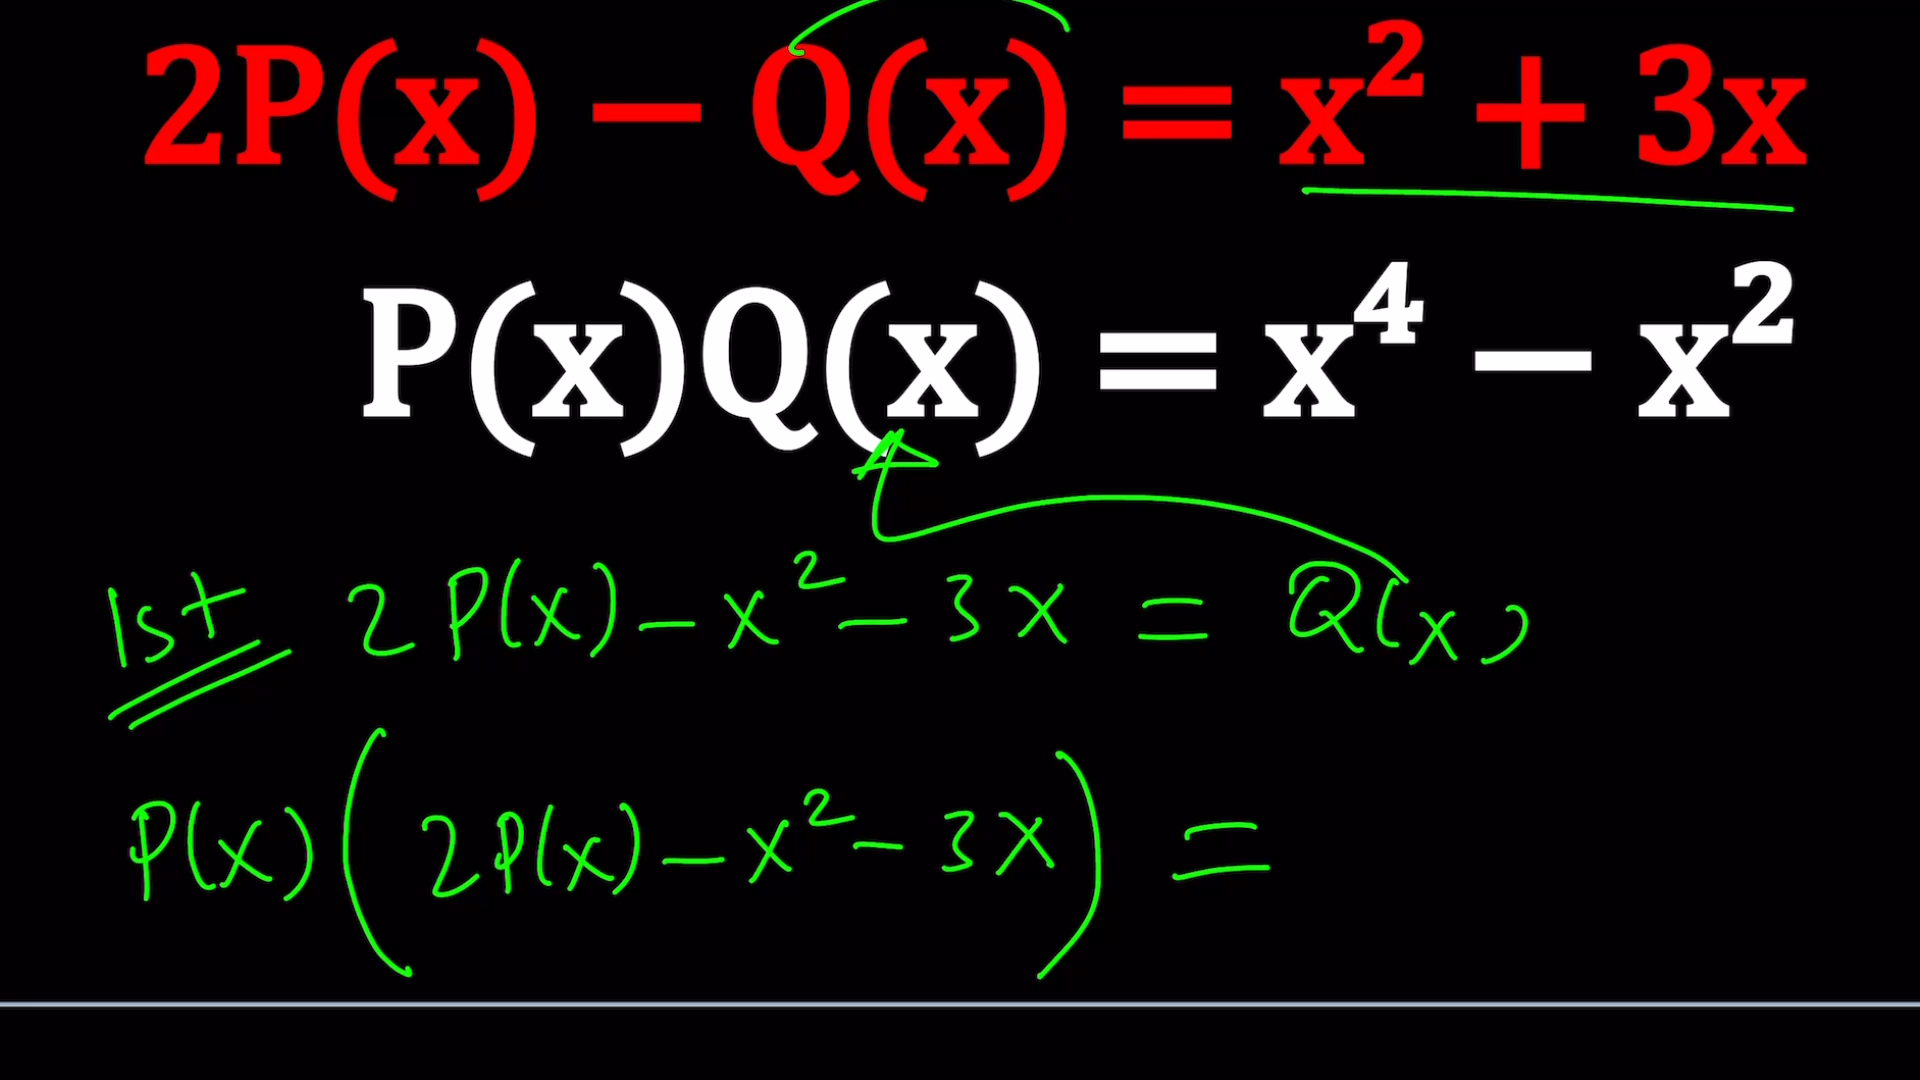 2P(x) − Q(x) = x² + 3x
P(x)Q(x) = x⁴ − x²
1st 2P(x) − x² − 3x = Q(x)
P(x)(2P(x) − x² − 3x) =